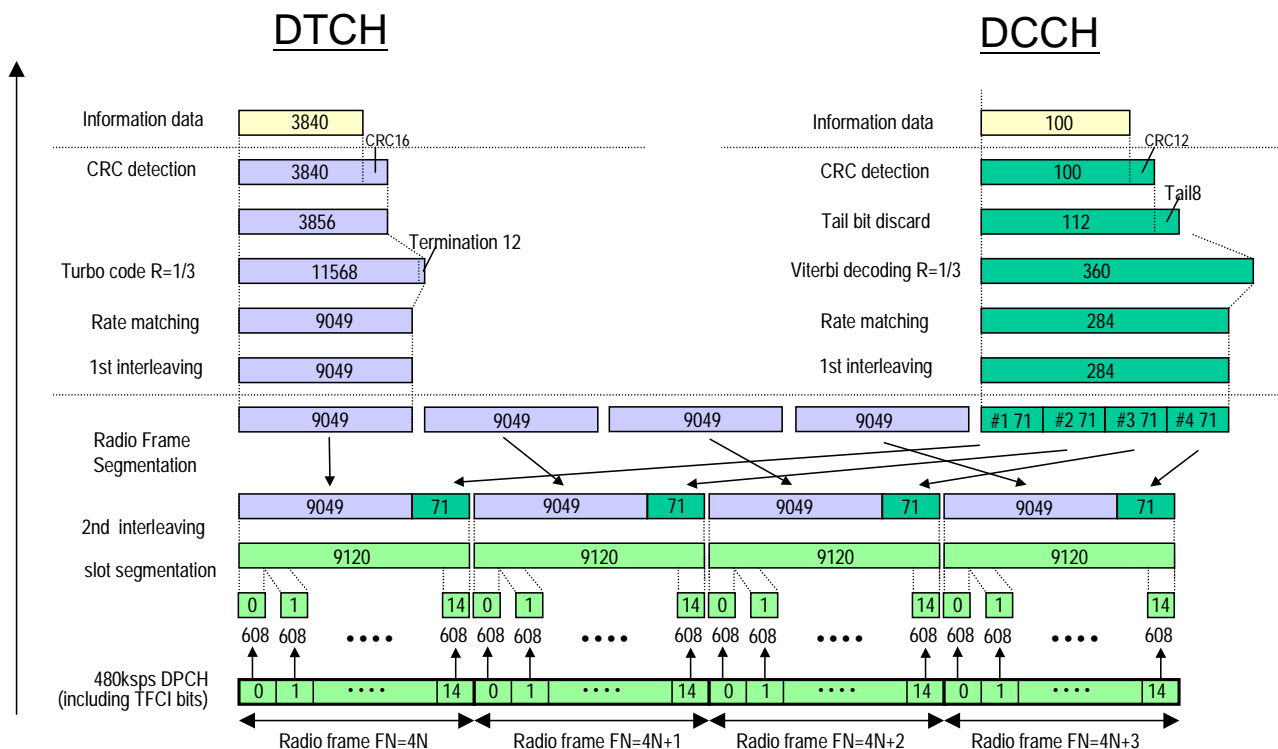 DTCH
DCCH
Information data
3840
CRC16
Information data
100
CRC12
CRC detection
3840
CRC detection
100
Tail8
3856
Tail bit discard
112
Termination 12
Turbo code R=1/3
11568
Viterbi decoding R=1/3
360
Rate matching
9049
Rate matching
284
1st interleaving
9049
1st interleaving
284
9049 9049 9049 9049 #1 71 #2 71 #3 71 #4 71
Radio Frame
Segmentation
9049 71 9049 71 9049 71 9049 71
2nd interleaving
9120 9120 9120 9120
slot segmentation
0 1 14 0 1 14 0 1 14 0 1 14
608 608 •••• 608 608 608 •••• 608 608 608 •••• 608 608 608 •••• 608
480ksps DPCH
(including TFCI bits)
0 1 •••• 14 0 1 •••• 14 0 1 •••• 14 0 1 •••• 14
Radio frame FN=4N Radio frame FN=4N+1 Radio frame FN=4N+2 Radio frame FN=4N+3